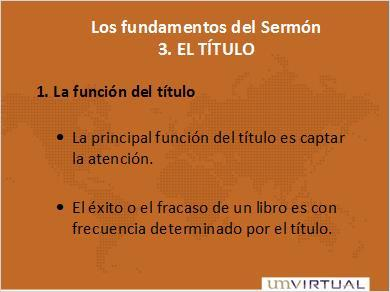 Los fundamentos del Sermón
3. EL TÍTULO
1. La función del título
• La principal función del título es captar
la atención.
• El éxito o el fracaso de un libro es con
frecuencia determinado por el título.
umVIRTUAL